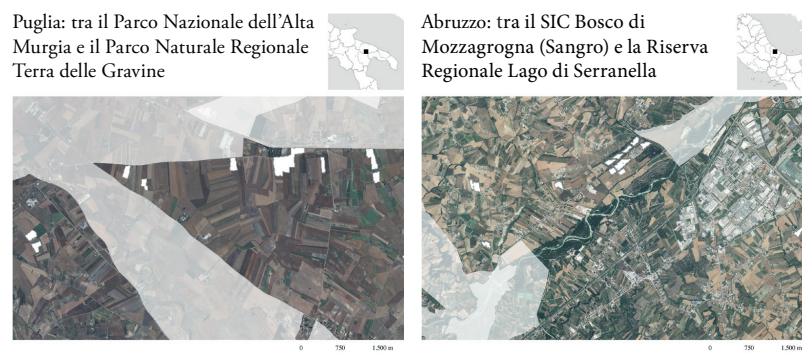 Puglia: tra il Parco Nazionale dell'Alta
Murgia e il Parco Naturale Regionale
Terra delle Gravine
Abruzzo: tra il SIC Bosco di
Mozzagrogna (Sangro) e la Riserva
Regionale Lago di Serranella
0 750 1.500 m
0 750 1.500 m